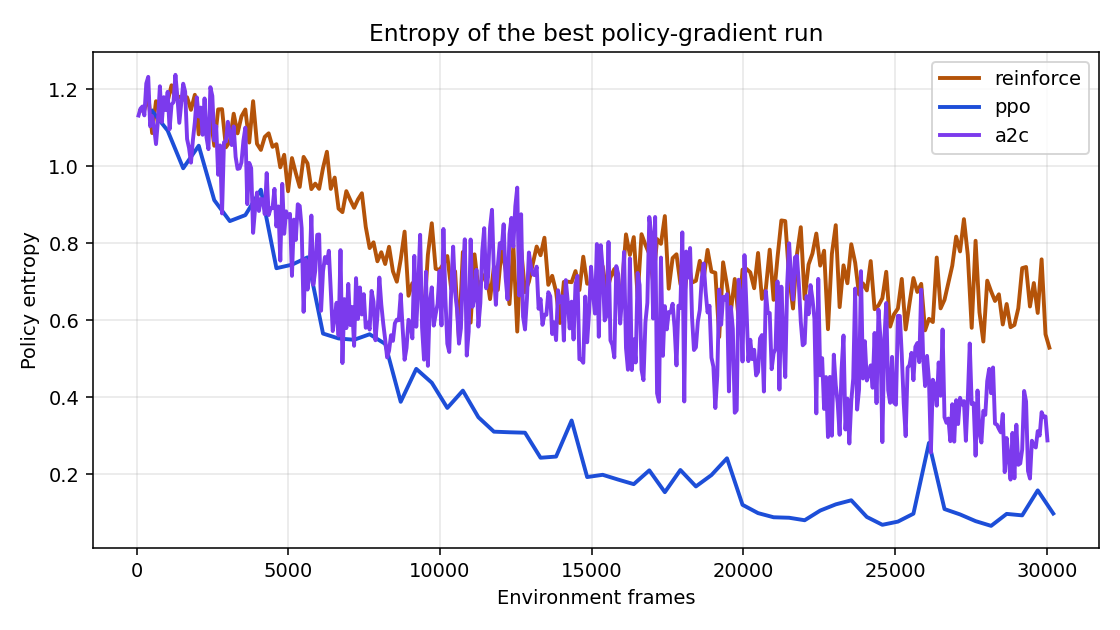 Entropy of the best policy-gradient run
reinforce
ppo
a2c
Policy entropy
1.2
1.0
0.8
0.6
0.4
0.2
0
5000
10000
15000
20000
25000
30000
Environment frames